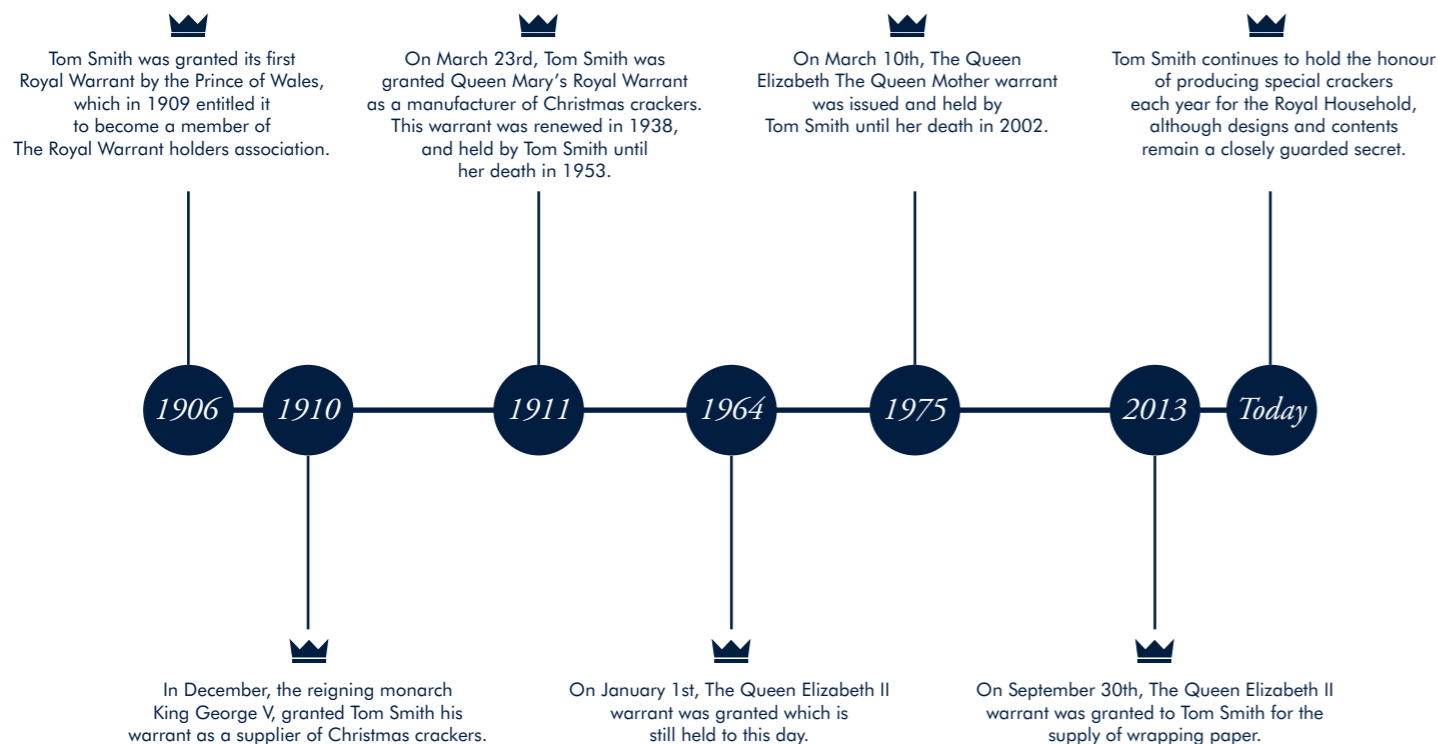 Tom Smith was granted its first
Royal Warrant by the Prince of Wales,
which in 1909 entitled it
to become a member of
The Royal Warrant holders association.
On March 23rd, Tom Smith was
granted Queen Mary’s Royal Warrant
as a manufacturer of Christmas crackers.
This warrant was renewed in 1938,
and held by Tom Smith until
her death in 1953.
On March 10th, The Queen
Elizabeth The Queen Mother warrant
was issued and held by
Tom Smith until her death in 2002.
Tom Smith continues to hold the honour
of producing special crackers
each year for the Royal Household,
although designs and contents
remain a closely guarded secret.
1906
1910
1911
1964
1975
2013
Today
In December, the reigning monarch
King George V, granted Tom Smith his
warrant as a supplier of Christmas crackers.
On January 1st, The Queen Elizabeth II
warrant was granted which is
still held to this day.
On September 30th, The Queen Elizabeth II
warrant was granted to Tom Smith for the
supply of wrapping paper.